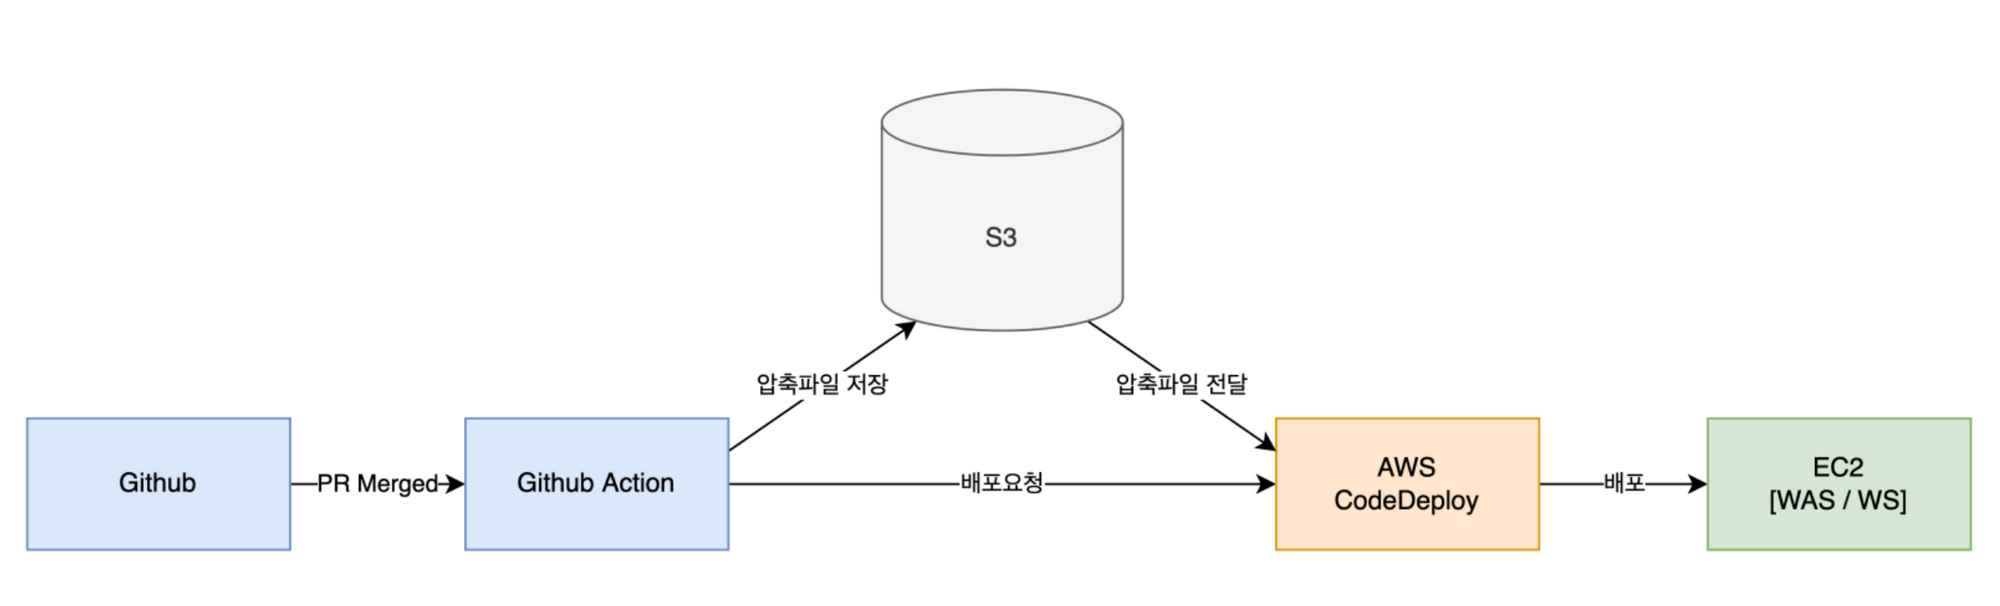 S3
압축파일 저장
압축파일 전달
Github
PR Merged
Github Action
배포요청
AWS
CodeDeploy
배포
EC2
[WAS / WS]